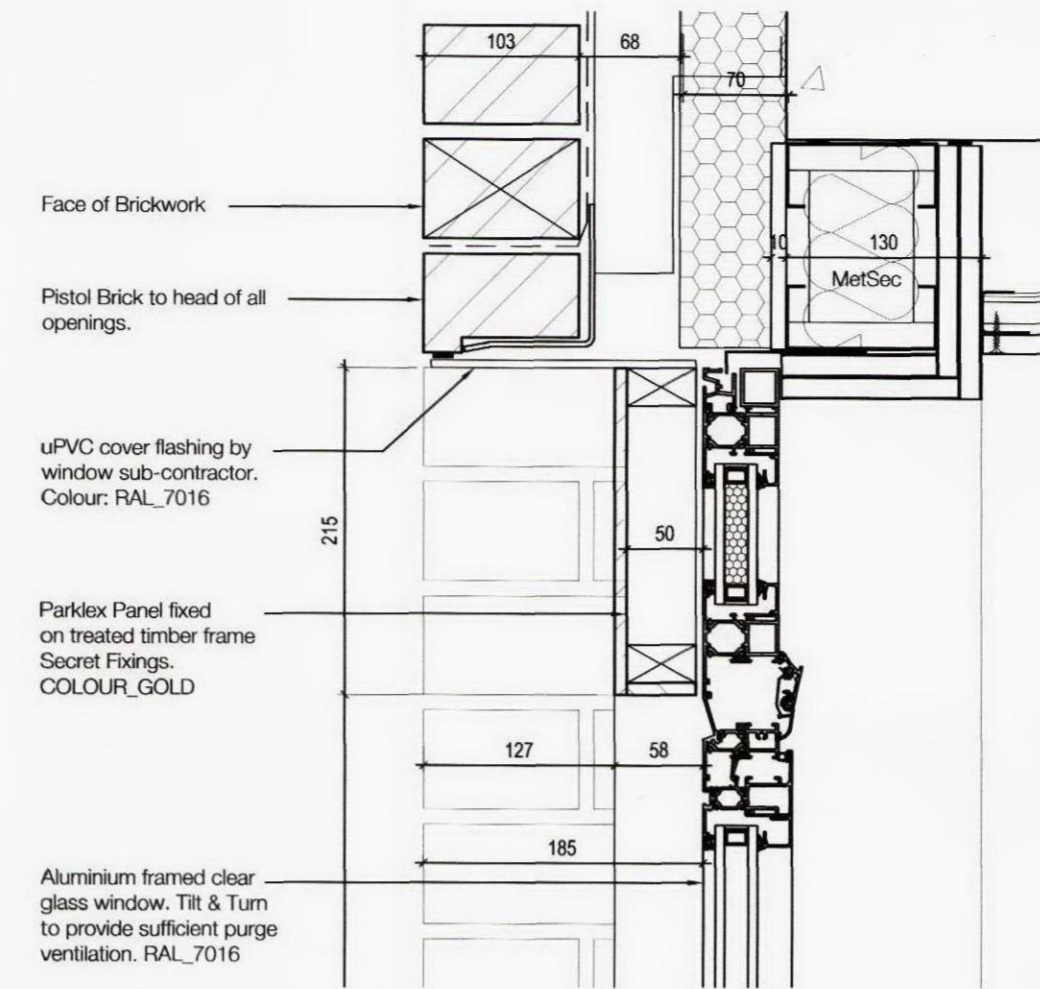 103
68
70
Face of Brickwork
10
130
MetSec
Pistol Brick to head of all
openings.
uPVC cover flashing by
window sub-contractor.
Colour: RAL_7016
215
50
Parklex Panel fixed
on treated timber frame
Secret Fixings.
COLOUR_GOLD
127
58
185
Aluminium framed clear
glass window. Tilt & Turn
to provide sufficient purge
ventilation. RAL_7016